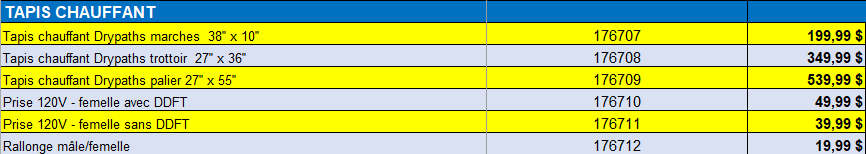 TAPIS CHAUFFANT
Tapis chauffant Drypaths marches 38" x 10" 176707 199,99 $
Tapis chauffant Drypaths trottoir 27" x 36" 176708 349,99 $
Tapis chauffant Drypaths palier 27" x 55" 176709 539,99 $
Prise 120V - femelle avec DDFT 176710 49,99 $
Prise 120V - femelle sans DDFT 176711 39,99 $
Rallonge mâle/femelle 176712 19,99 $